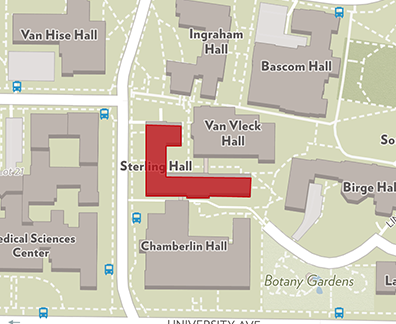 Van Hise Hall
Ingraham
Hall
Bascom Hall
Van Vleck
Hall
Sterling Hall
Birge Hal
Chamberlin Hall
edical Sciences
Center
Botany Gardens
UNIVERSITY AVE